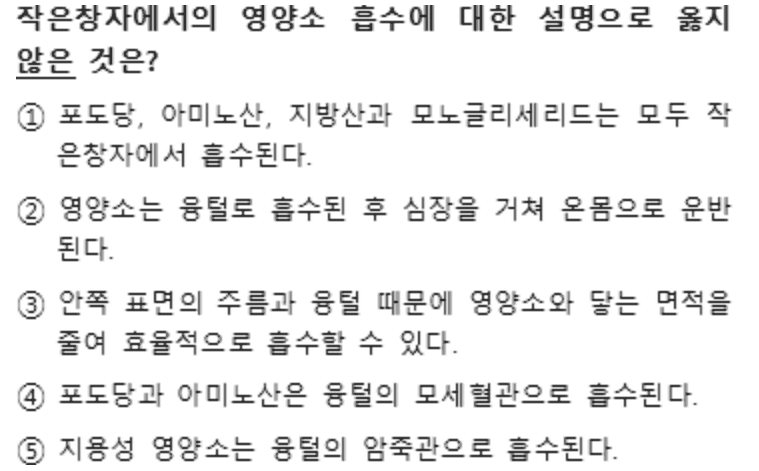 작은창자에서의 영양소 흡수에 대한 설명으로 옳지
않은 것은?
① 포도당, 아미노산, 지방산과 모노글리세리드는 모두 작
은창자에서 흡수된다.
② 영양소는 융털로 흡수된 후 심장을 거쳐 온몸으로 운반
된다.
③ 안쪽 표면의 주름과 융털 때문에 영양소와 닿는 면적을
줄여 효율적으로 흡수할 수 있다.
④ 포도당과 아미노산은 융털의 모세혈관으로 흡수된다.
⑤ 지용성 영양소는 융털의 암죽관으로 흡수된다.